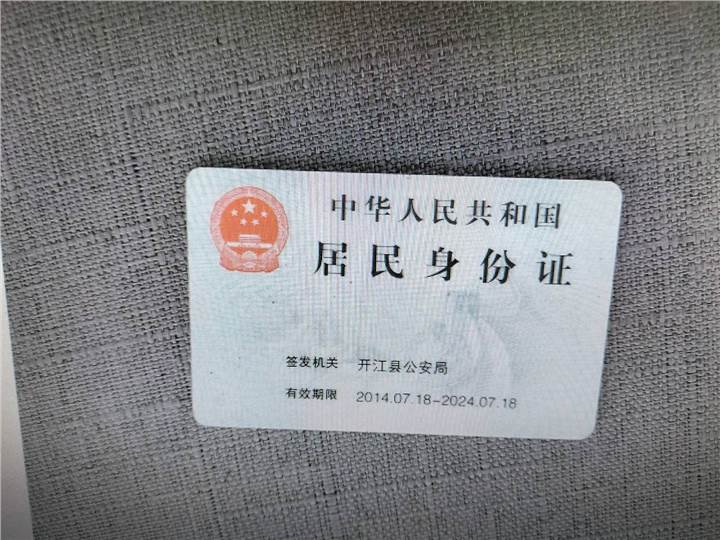 中华人民共和国
居民身份证
签发机关 开江县公安局
有效期限 2014.07.18-2024.07.18